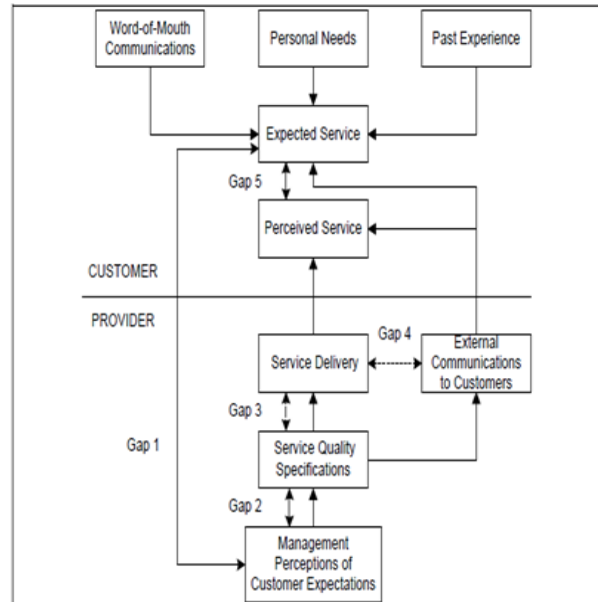 Word-of-Mouth
Communications
Personal Needs
Past Experience
Expected Service
Gap 5
Perceived Service
CUSTOMER
PROVIDER
Gap 4
Service Delivery
External
Communications
to Customers
Gap 3
Gap 1
Service Quality
Specifications
Gap 2
Management
Perceptions of
Customer Expectations